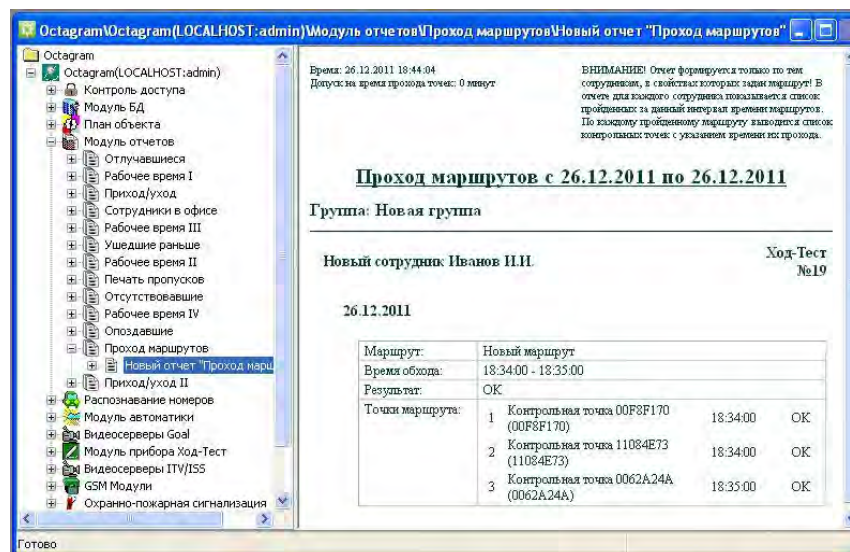 Octagram\Octagram(LOCALHOST:admin)\Модуль отчетов\Проход маршрутов\Новый отчет "Проход маршрутов"
Octagram
Octagram(LOCALHOST:admin)
Контроль доступа
Модуль БД
План объекта
Модуль отчетов
Отлучавшиеся
Рабочее время I
Приход/уход
Сотрудники в офисе
Рабочее время III
Ушедшие раньше
Рабочее время II
Печать пропусков
Отсутствовавшие
Рабочее время IV
Опоздавшие
Проход маршрутов
Новый отчет "Проход марш
Приход/уход II
Распознавание номеров
Модуль автоматики
Видеосерверы Goal
Модуль прибора Ход-Тест
Видеосерверы ITV/ISS
GSM Модули
Охранно-пожарная сигнализация
Готово
Время: 26.12.2011 18:44:04
Допуск на время прохода точек: 0 минут
ВНИМАНИЕ! Отчет формируется только по тем
сотрудникам, в свойствах которых задан маршрут! В
отчете для каждого сотрудника показывается список
пройденных за данный интервал времени маршрутов.
По каждому пройденному маршруту выводится список
контрольных точек с указанием времени их прохода.
Проход маршрутов с 26.12.2011 по 26.12.2011
Группа: Новая группа
Новый сотрудник Иванов И.И.
Ход-Тест
№19
26.12.2011
Маршрут: Новый маршрут
Время обхода: 18:34:00 - 18:35:00
Результат: OK
Точки маршрута:
1 Контрольная точка 00F8F170 18:34:00 OK
(00F8F170)
2 Контрольная точка 11084E73 18:34:00 OK
(11084E73)
3 Контрольная точка 0062A24A 18:35:00 OK
(0062A24A)